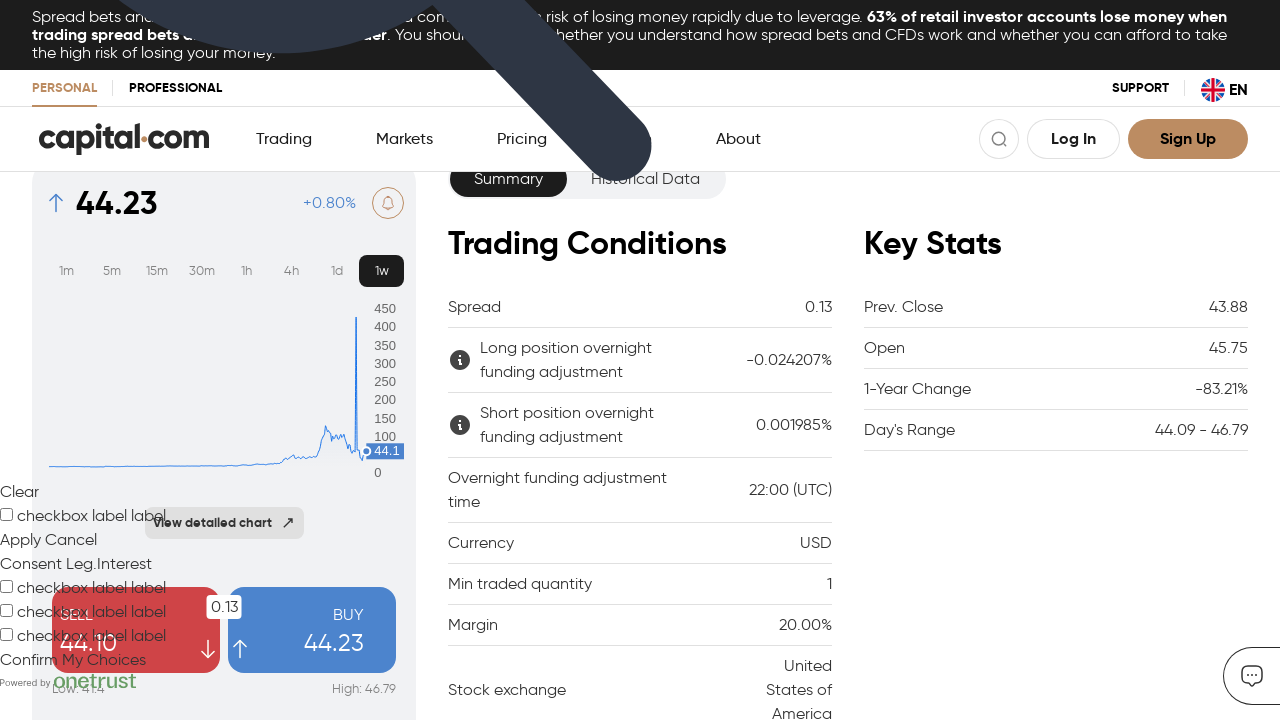 Spread bets and
risk of losing money rapidly due to leverage. 63% of retail investor accounts lose money when
trading spread bets
. You should
whether you understand how spread bets and CFDs work and whether you can afford to take
the high risk of losing your money.
PERSONAL
PROFESSIONAL
SUPPORT
EN
capital.com
Trading
Markets
Pricing
About
Log In
Sign Up
44.23
+0.80%
1m 5m 15m 30m 1h 4h 1d 1w
450
400
350
300
250
200
150
100
44.1
0
View detailed chart
SELL
44.10
0.13
BUY
44.23
Low: 41.4
High: 46.79
Clear
checkbox label label
Apply Cancel
Consent Leg.Interest
checkbox label label
checkbox label label
checkbox label label
Confirm My Choices
Powered by onetrust
Summary
Historical Data
Trading Conditions
Spread 0.13
Long position overnight
funding adjustment
-0.024207%
Short position overnight
funding adjustment
0.001985%
Overnight funding adjustment
time
22:00 (UTC)
Currency USD
Min traded quantity 1
Margin 20.00%
Stock exchange
United
States of
America
Key Stats
Prev. Close 43.88
Open 45.75
1-Year Change -83.21%
Day's Range 44.09 - 46.79